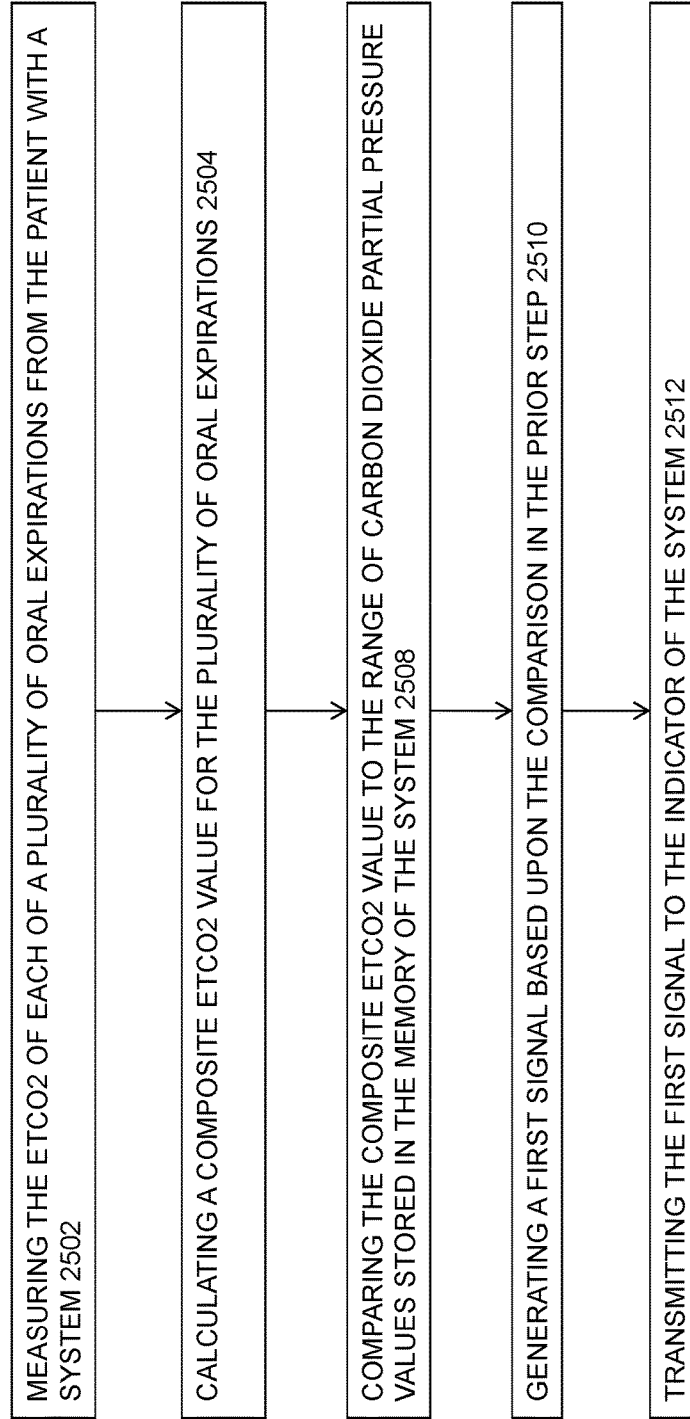 MEASURING THE ETCO2 OF EACH OF A PLURALITY OF ORAL EXPIRATIONS FROM THE PATIENT WITH A
SYSTEM 2502
CALCULATING A COMPOSITE ETCO2 VALUE FOR THE PLURALITY OF ORAL EXPIRATIONS 2504
COMPARING THE COMPOSITE ETCO2 VALUE TO THE RANGE OF CARBON DIOXIDE PARTIAL PRESSURE
VALUES STORED IN THE MEMORY OF THE SYSTEM 2508
GENERATING A FIRST SIGNAL BASED UPON THE COMPARISON IN THE PRIOR STEP 2510
TRANSMITTING THE FIRST SIGNAL TO THE INDICATOR OF THE SYSTEM 2512